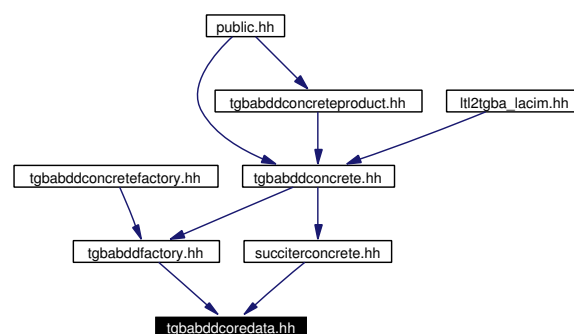 public.hh
tgbabddconcreteproduct.hh
ltl2tgba_lacim.hh
tgbabddconcretefactory.hh
tgbabddconcrete.hh
tgbabddfactory.hh
succiterconcrete.hh
tgbabddcoredata.hh